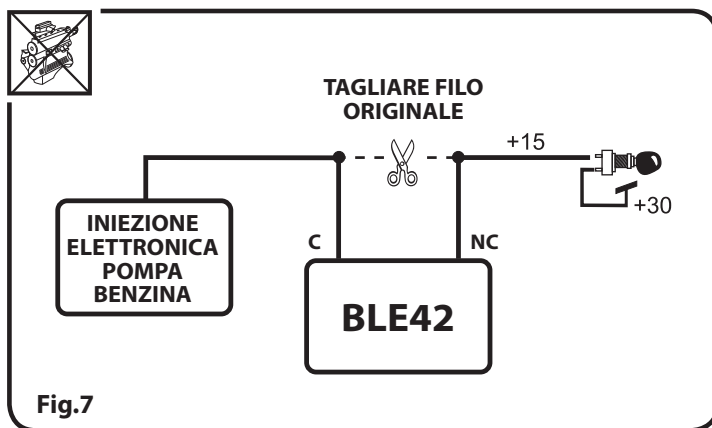 TAGLIARE FILO
ORIGINALE
+15
+30
INIEZIONE
ELETTRONICA
POMPA
BENZINA
C
NC
BLE42
Fig.7